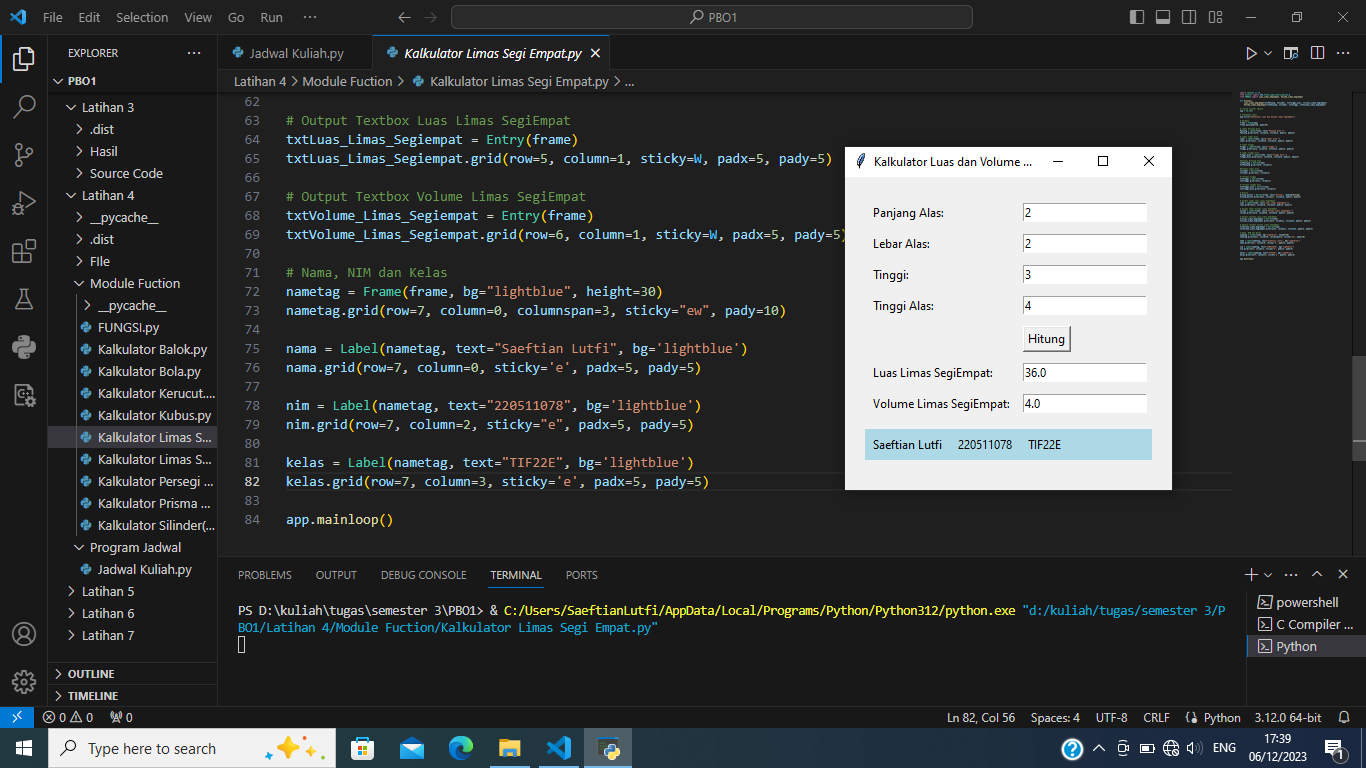 File Edit Selection View Go Run ··· PBO1
EXPLORER ···
PBO1
Latihan 3
.dist
Hasil
Source Code
Latihan 4
__pycache__
.dist
FIle
Module Fuction
__pycache__
FUNGSI.py
Kalkulator Balok.py
Kalkulator Bola.py
Kalkulator Kerucut....
Kalkulator Kubus.py
Kalkulator Limas S...
Kalkulator Limas S...
Kalkulator Persegi ...
Kalkulator Prisma ...
Kalkulator Silinder(...
Program Jadwal
Jadwal Kuliah.py
Latihan 5
Latihan 6
Latihan 7
OUTLINE
TIMELINE
Jadwal Kuliah.py Kalkulator Limas Segi Empat.py
Latihan 4 > Module Fuction > Kalkulator Limas Segi Empat.py > ...
62
63 # Output Textbox Luas Limas SegiEmpat
64 txtLuas_Limas_Segiempat = Entry(frame)
65 txtLuas_Limas_Segiempat.grid(row=5, column=1, sticky=W, padx=5, pady=5)
66
67 # Output Textbox Volume Limas SegiEmpat
68 txtVolume_Limas_Segiempat = Entry(frame)
69 txtVolume_Limas_Segiempat.grid(row=6, column=1, sticky=W, padx=5, pady=5)
70
71 # Nama, NIM dan Kelas
72 nametag = Frame(frame, bg="lightblue", height=30)
73 nametag.grid(row=7, column=0, columnspan=3, sticky="ew", pady=10)
74
75 nama = Label(nametag, text="Saeftian Lutfi", bg='lightblue')
76 nama.grid(row=7, column=0, sticky='e', padx=5, pady=5)
77
78 nim = Label(nametag, text="220511078", bg='lightblue')
79 nim.grid(row=7, column=2, sticky="e", padx=5, pady=5)
80
81 kelas = Label(nametag, text="TIF22E", bg='lightblue')
82 kelas.grid(row=7, column=3, sticky='e', padx=5, pady=5)
83
84 app.mainloop()
Kalkulator Luas dan Volume ...
Panjang Alas: 2
Lebar Alas: 2
Tinggi: 3
Tinggi Alas: 4
Hitung
Luas Limas SegiEmpat: 36.0
Volume Limas SegiEmpat: 4.0
Saeftian Lutfi 220511078 TIF22E
PROBLEMS OUTPUT DEBUG CONSOLE TERMINAL PORTS
PS D:\kuliah\tugas\semester 3\PBO1> & C:/Users/SaeftianLutfi/AppData/Local/Programs/Python/Python312/python.exe "d:/kuliah/tugas/semester 3/P
BO1/Latihan 4/Module Fuction/Kalkulator Limas Segi Empat.py"
powershell
C Compiler ...
Python
0 0 0 Ln 82, Col 56 Spaces: 4 UTF-8 CRLF Python 3.12.0 64-bit
Type here to search
ENG
17:39
06/12/2023
1